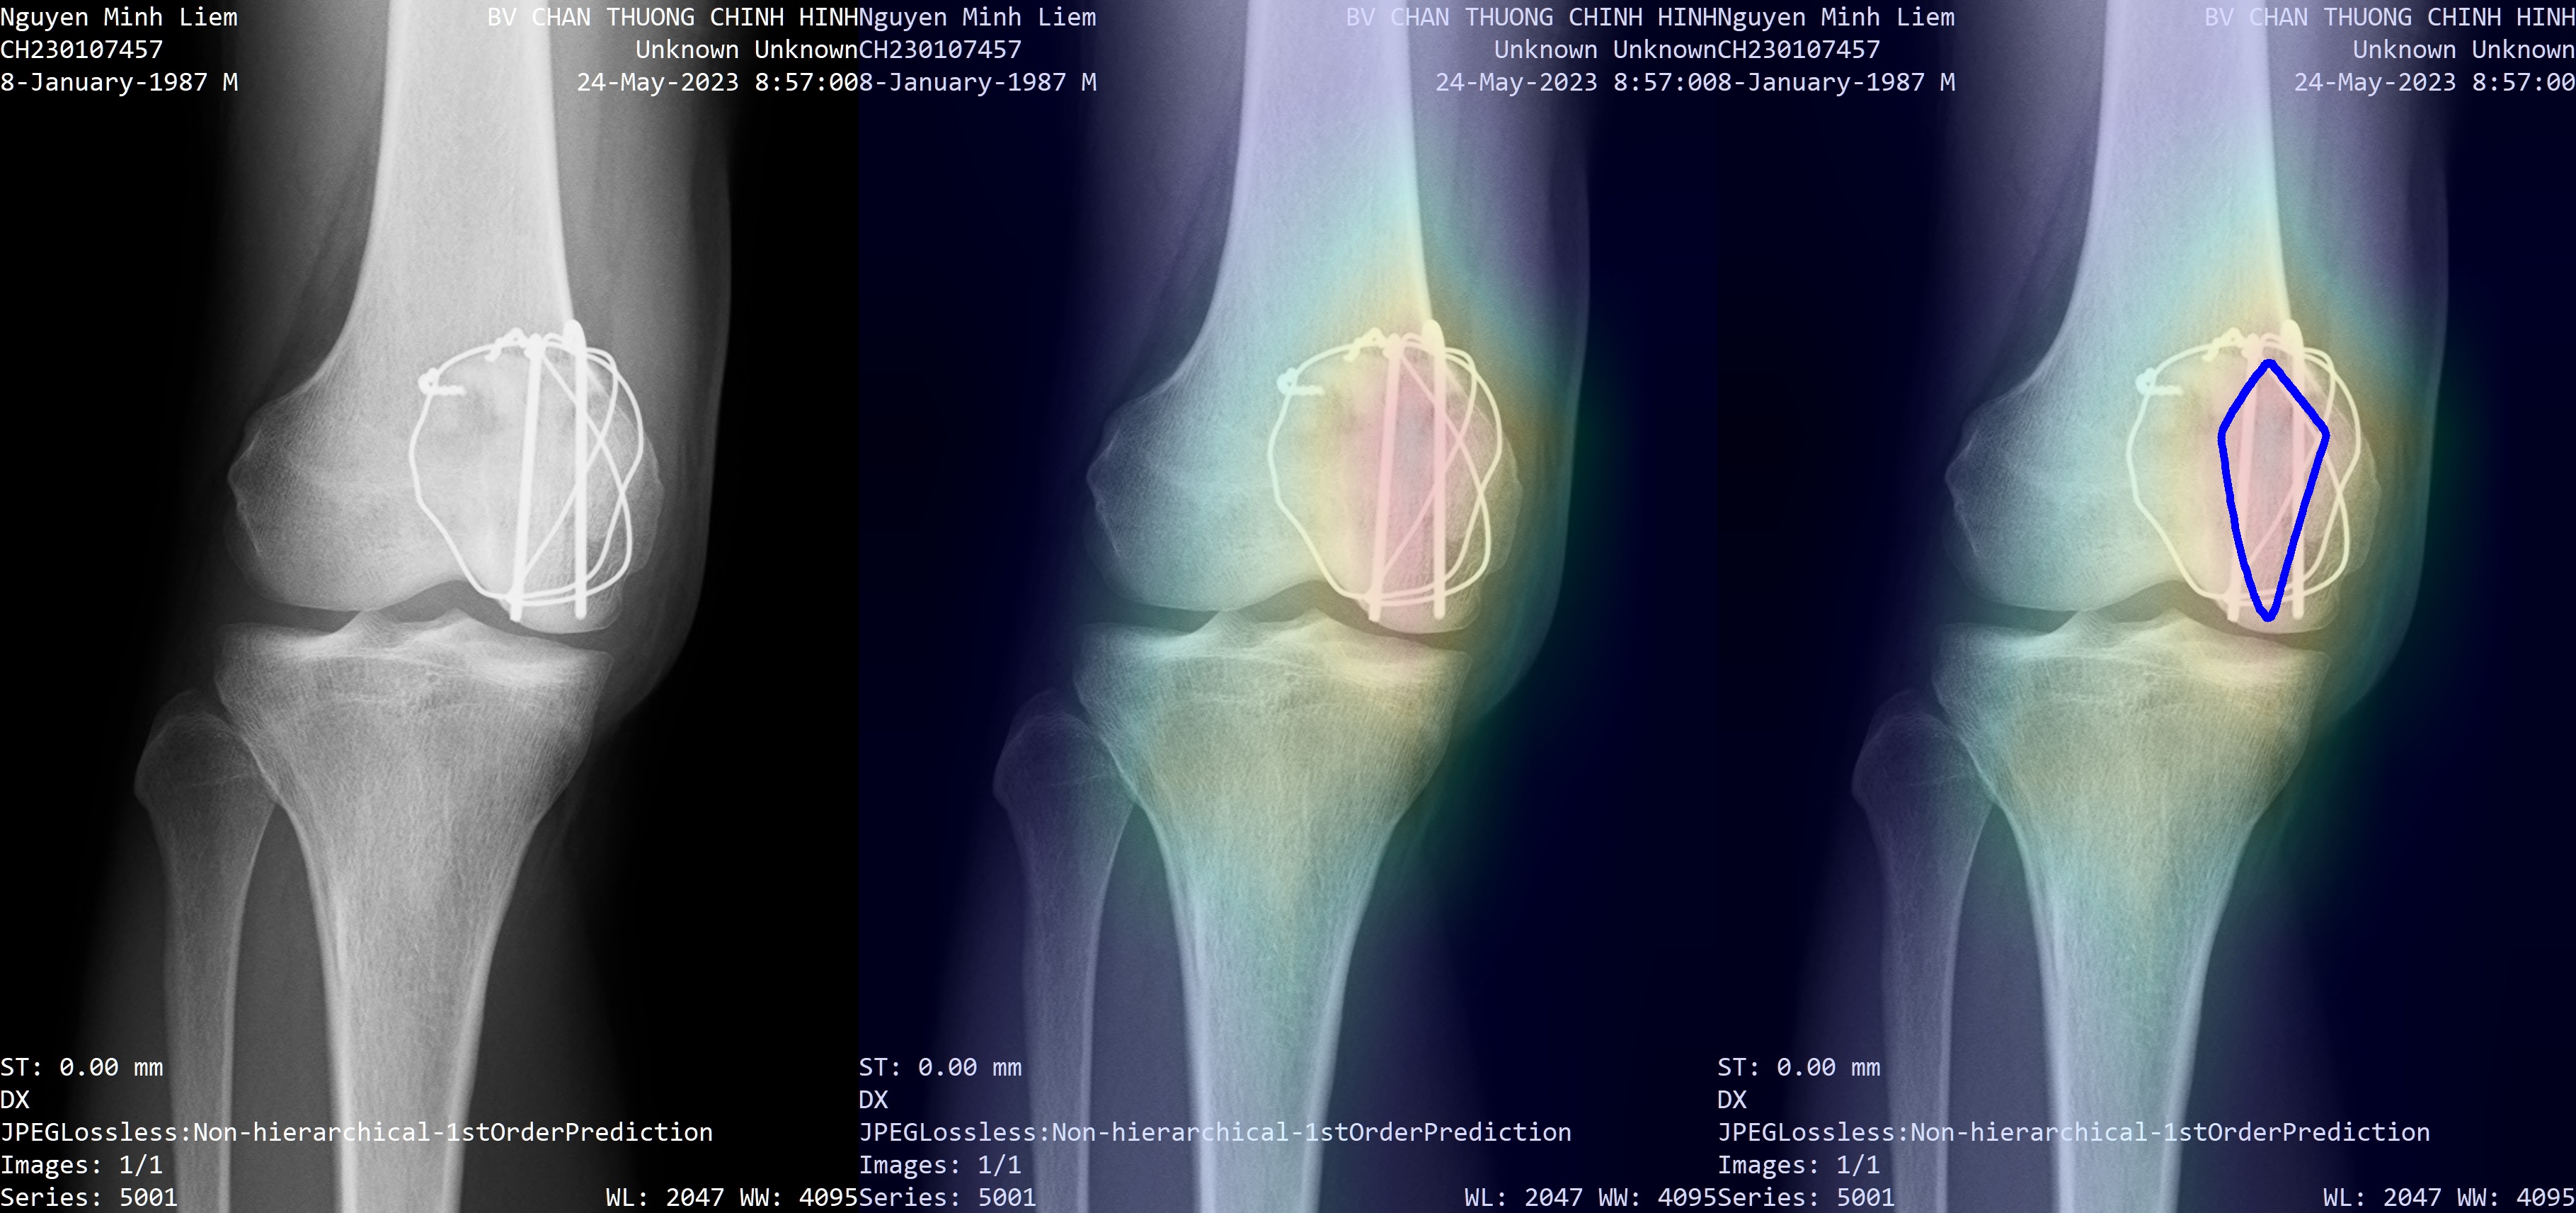 Nguyen Minh Liem
CH230107457
8-January-1987 M
BV CHAN THUONG CHINH HINH
Unknown Unknown
24-May-2023 8:57:00
ST: 0.00 mm
DX
JPEGLossless:Non-hierarchical-1stOrderPrediction
Images: 1/1
Series: 5001
WL: 2047 WW: 4095
Nguyen Minh Liem
CH230107457
8-January-1987 M
BV CHAN THUONG CHINH HINH
Unknown Unknown
24-May-2023 8:57:00
ST: 0.00 mm
DX
JPEGLossless:Non-hierarchical-1stOrderPrediction
Images: 1/1
Series: 5001
WL: 2047 WW: 4095
Nguyen Minh Liem
CH230107457
8-January-1987 M
BV CHAN THUONG CHINH HINH
Unknown Unknown
24-May-2023 8:57:00
ST: 0.00 mm
DX
JPEGLossless:Non-hierarchical-1stOrderPrediction
Images: 1/1
Series: 5001
WL: 2047 WW: 4095